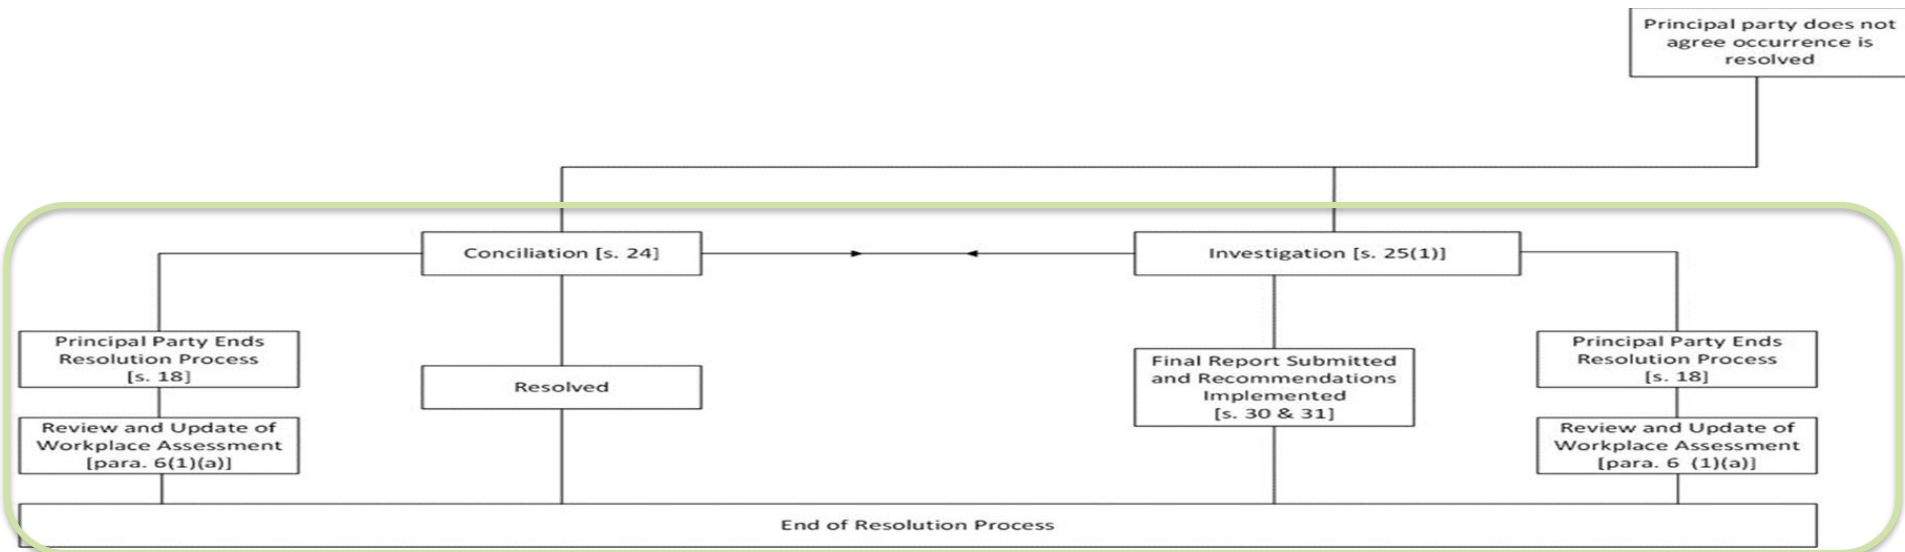 Principal party does not
agree occurrence is
resolved
Conciliation [s. 24]
Investigation [s. 25(1)]
Principal Party Ends
Resolution Process
[s. 18]
Resolved
Final Report Submitted
and Recommendations
Implemented
[s. 30 & 31]
Principal Party Ends
Resolution Process
[s. 18]
Review and Update of
Workplace Assessment
[para. 6(1)(a)]
Review and Update of
Workplace Assessment
[para. 6 (1)(a)]
End of Resolution Process